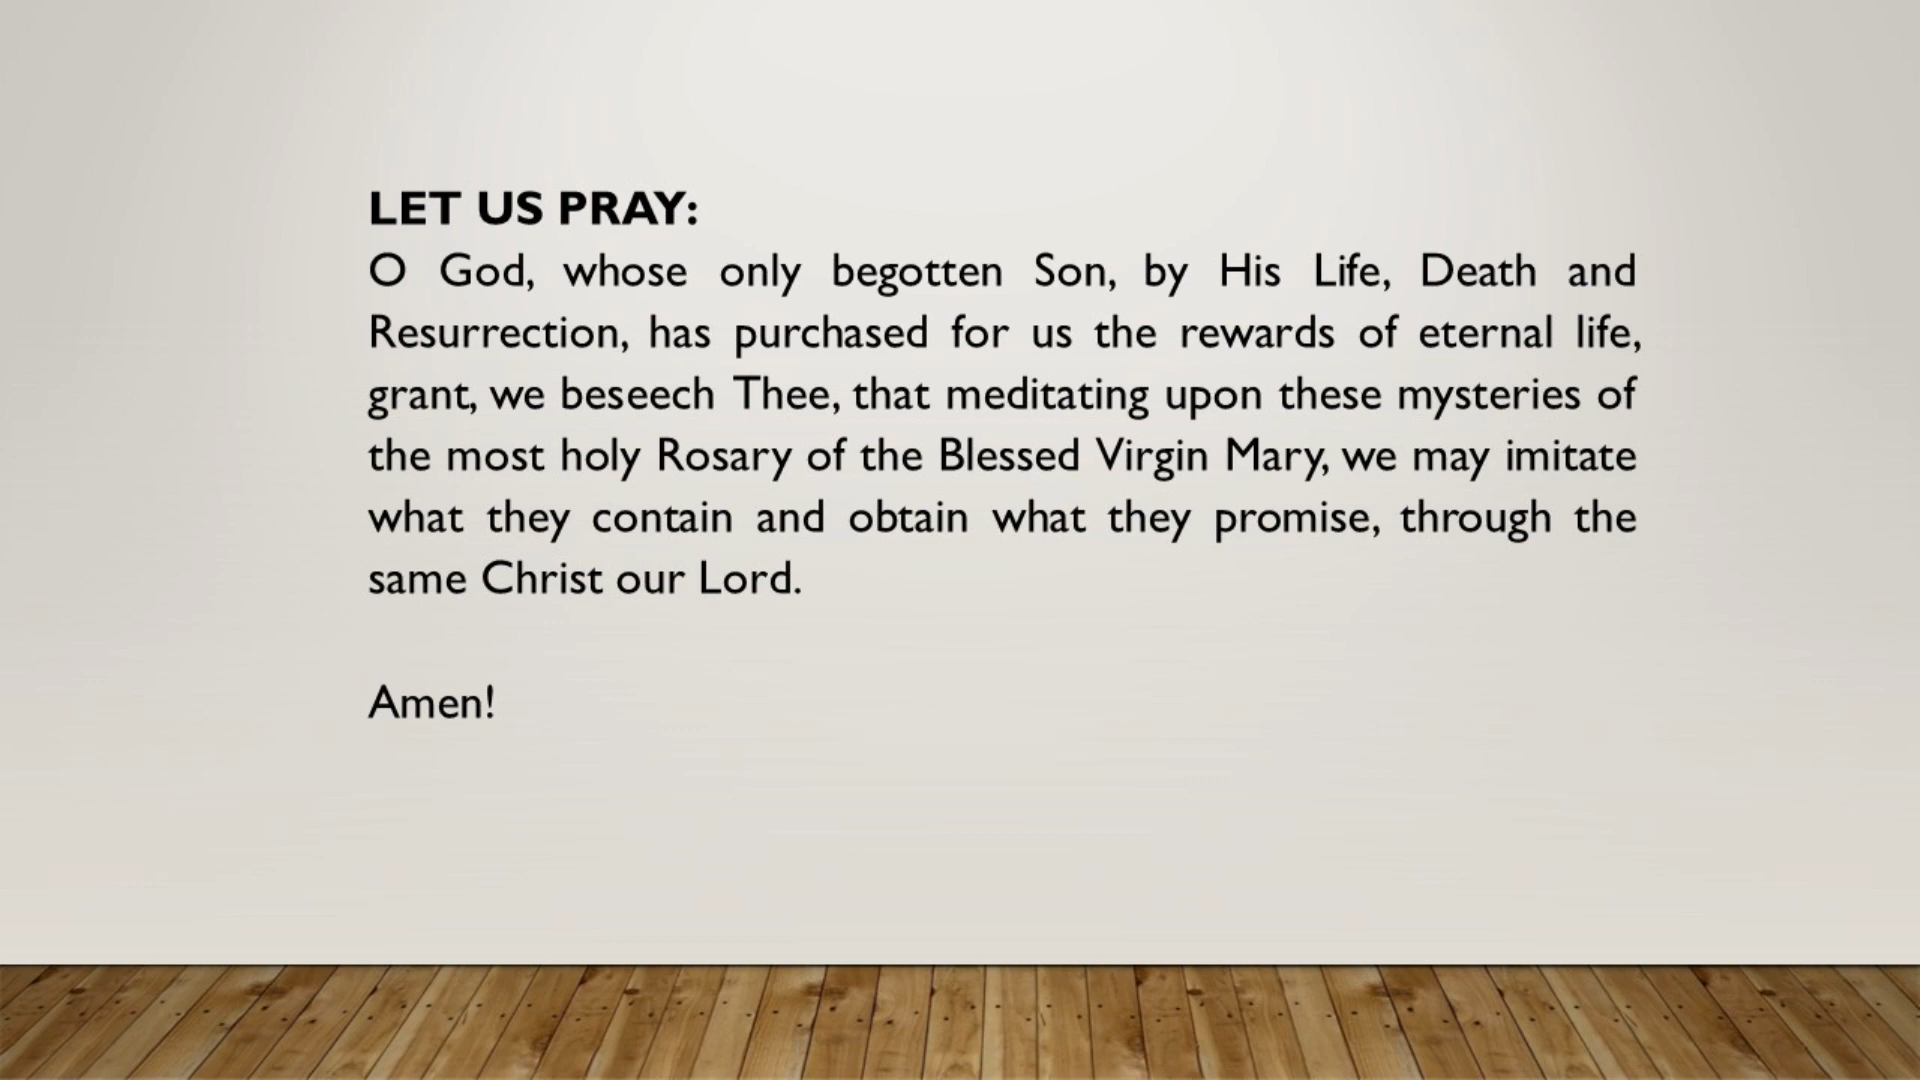 LET US PRAY:
O God, whose only begotten Son, by His Life, Death and
Resurrection, has purchased for us the rewards of eternal life,
grant, we beseech Thee, that meditating upon these mysteries of
the most holy Rosary of the Blessed Virgin Mary, we may imitate
what they contain and obtain what they promise, through the
same Christ our Lord.
Amen!